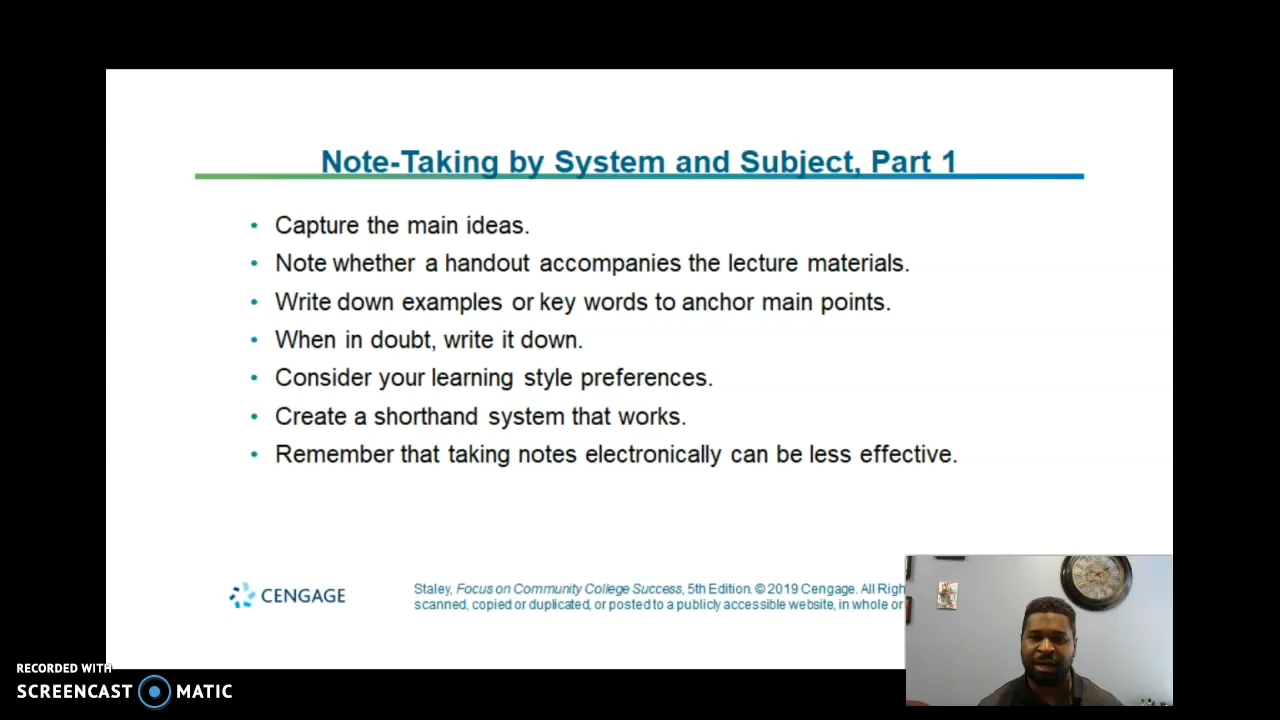 Note-Taking by System and Subject, Part 1
• Capture the main ideas.
• Note whether a handout accompanies the lecture materials.
• Write down examples or key words to anchor main points.
• When in doubt, write it down.
• Consider your learning style preferences.
• Create a shorthand system that works.
• Remember that taking notes electronically can be less effective.
CENGAGE
Staley, Focus on Community College Success, 5th Edition. © 2019 Cengage. All
scanned, copied or duplicated, or posted to a publicly accessible website, in whole or
RECORDED WITH
SCREENCAST MATIC